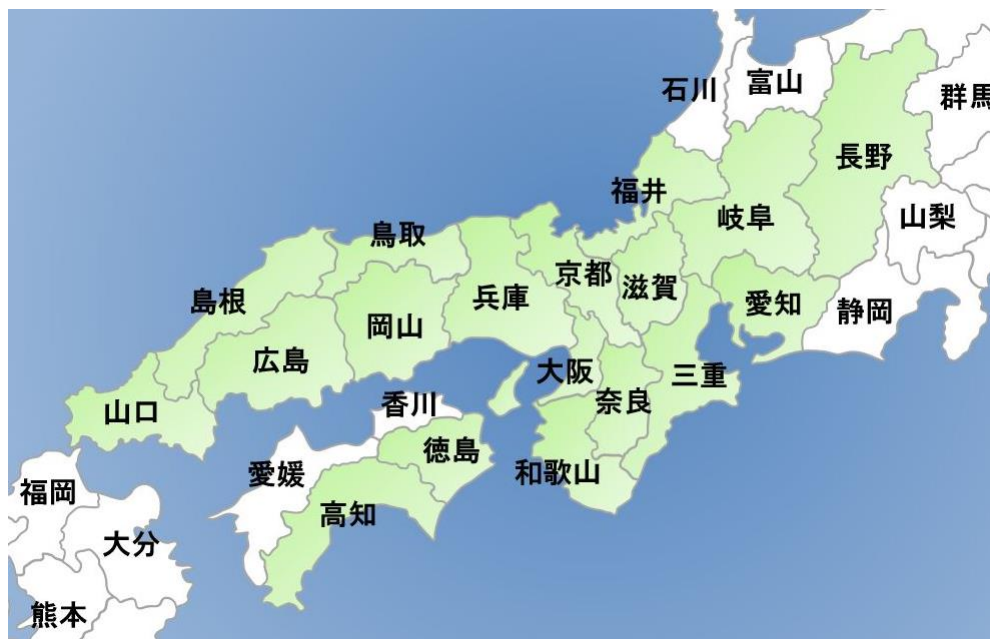 石川
富山
群馬
長野
福井
岐阜
山梨
鳥取
京都
滋賀
島根
兵庫
愛知
静岡
岡山
広島
大阪
三重
奈良
山口
香川
徳島
和歌山
愛媛
福岡
高知
大分
熊本